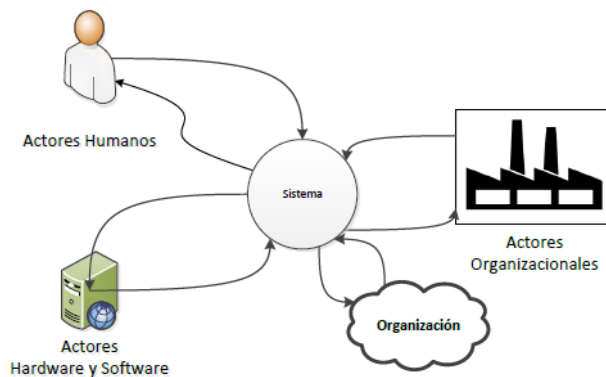 Actores Humanos
Sistema
Actores
Organizacionales
Organización
Actores
Hardware y Software